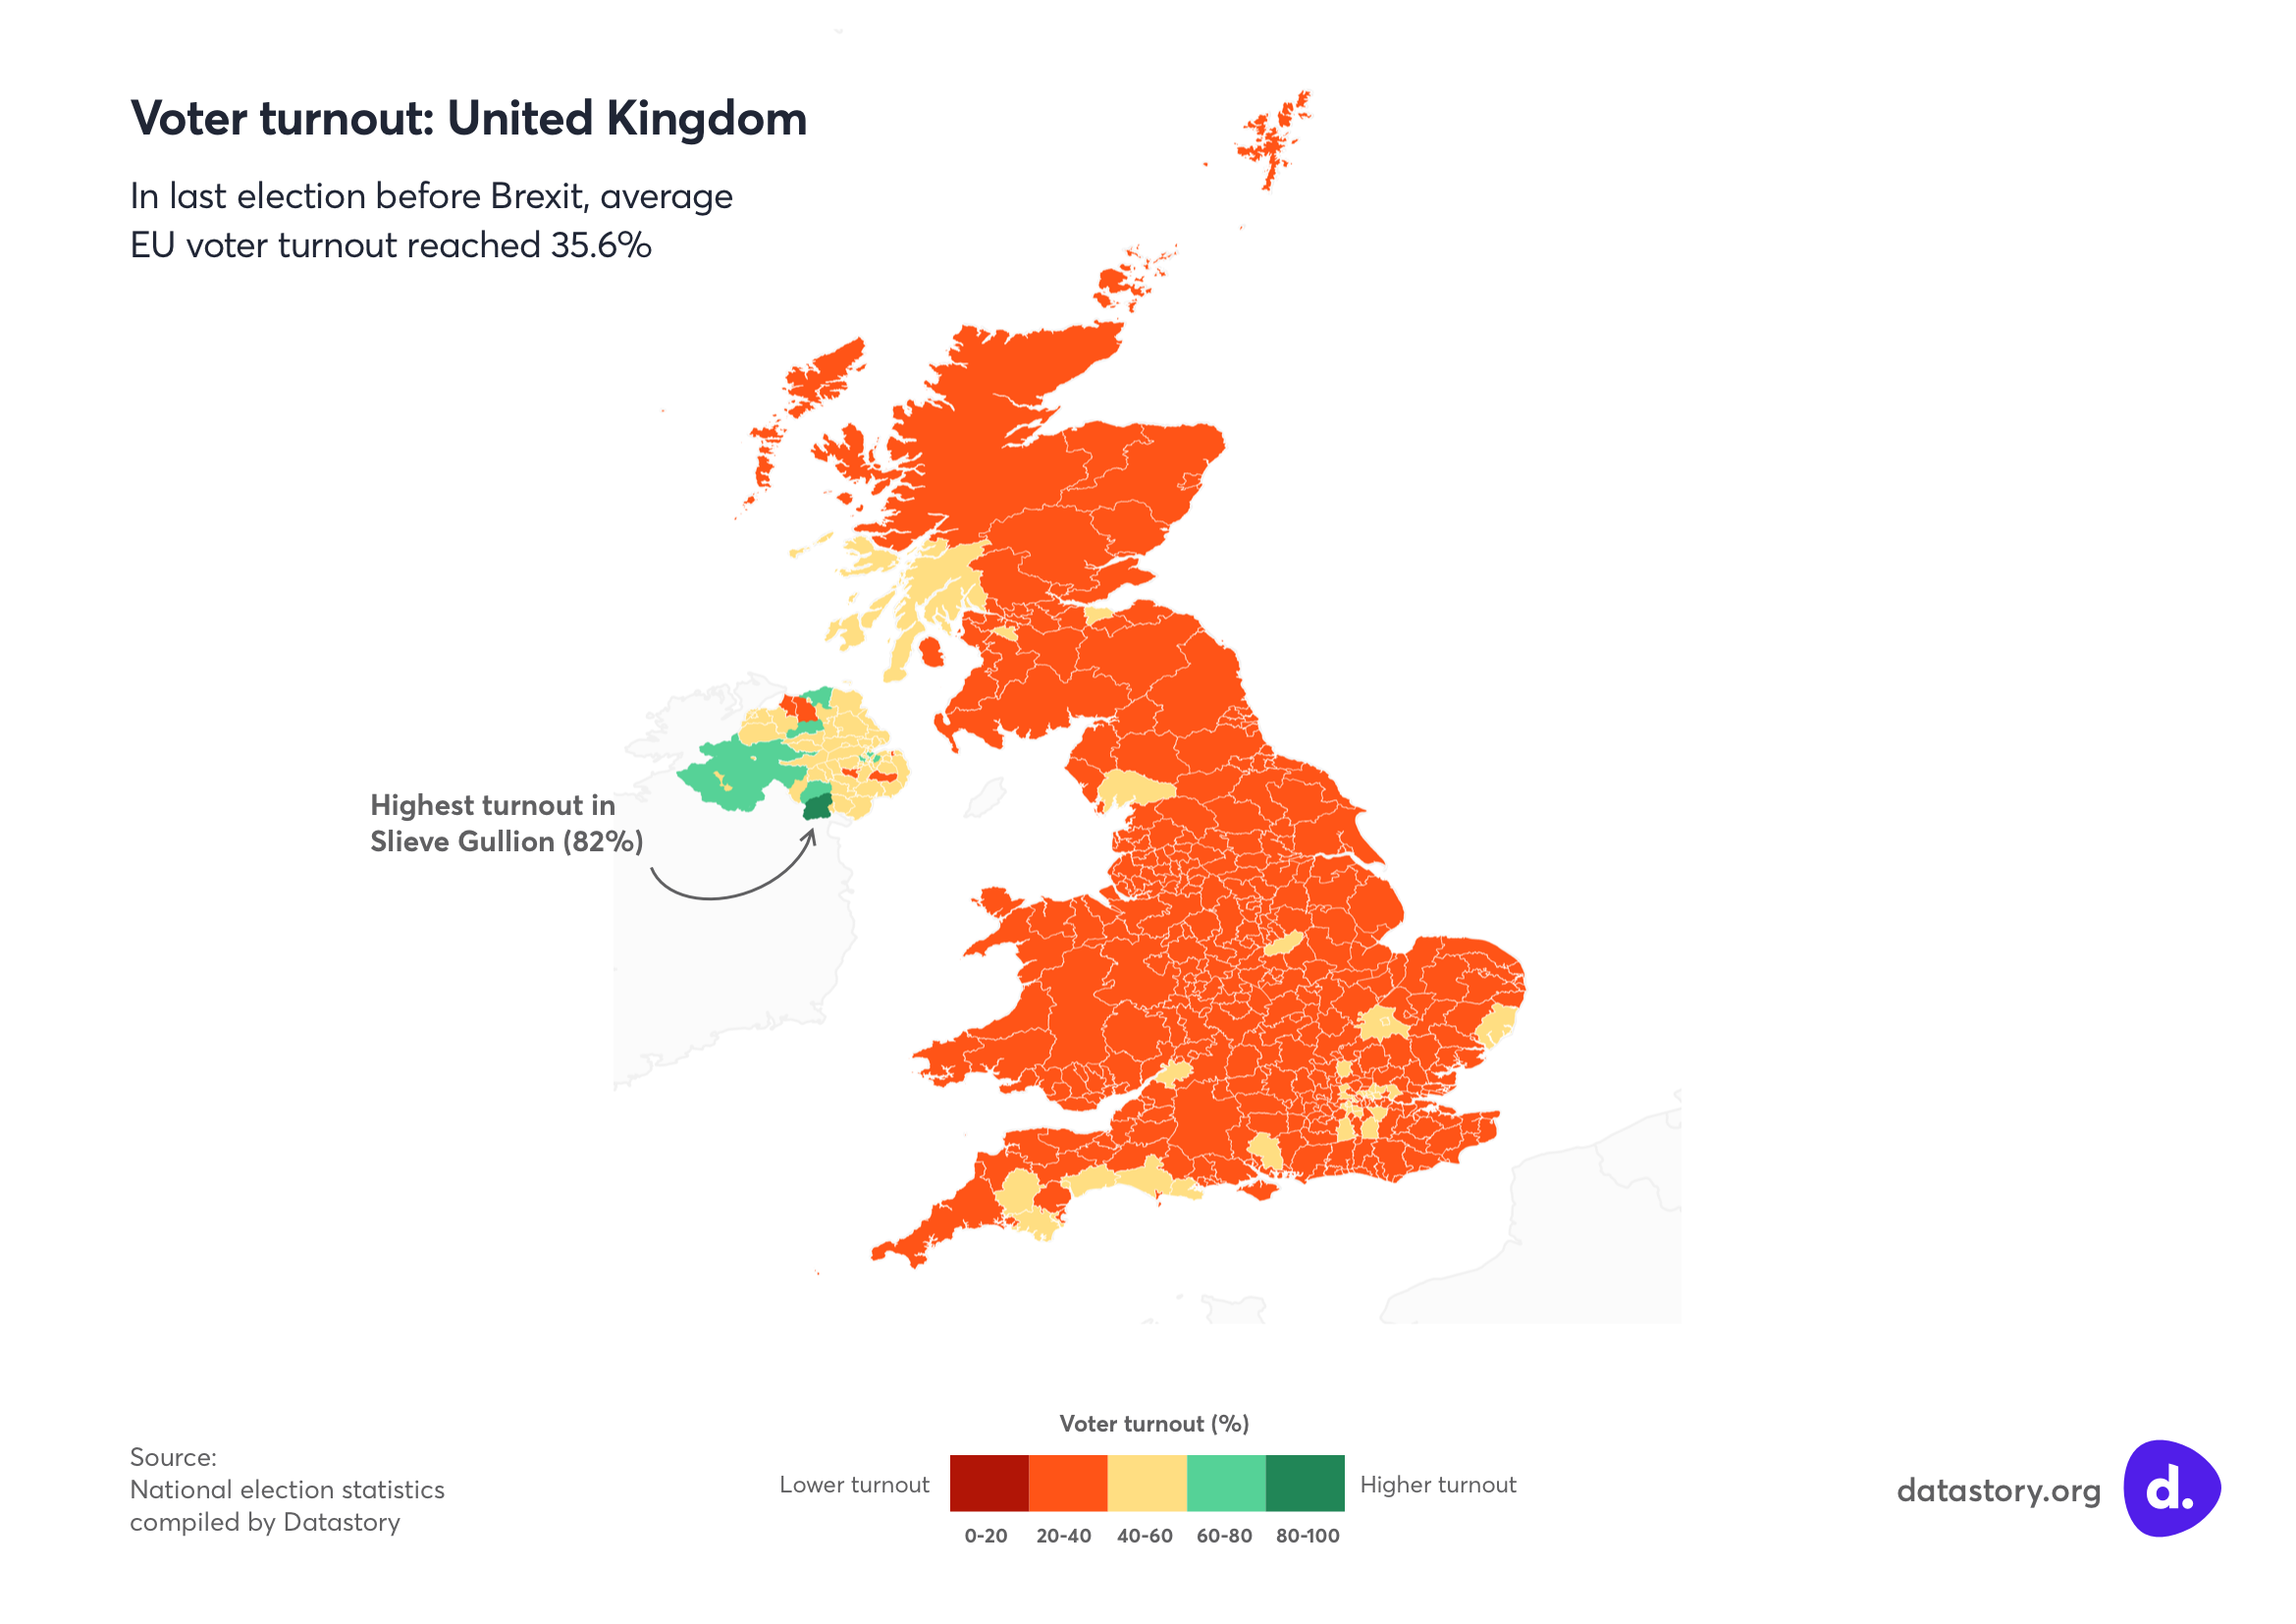 Voter turnout: United Kingdom
In last election before Brexit, average
EU voter turnout reached 35.6%
Highest turnout in
Slieve Gullion (82%)
Voter turnout (%)
Lower turnout
Higher turnout
0-20 20-40 40-60 60-80 80-100
Source:
National election statistics
compiled by Datastory
datastory.org
d.